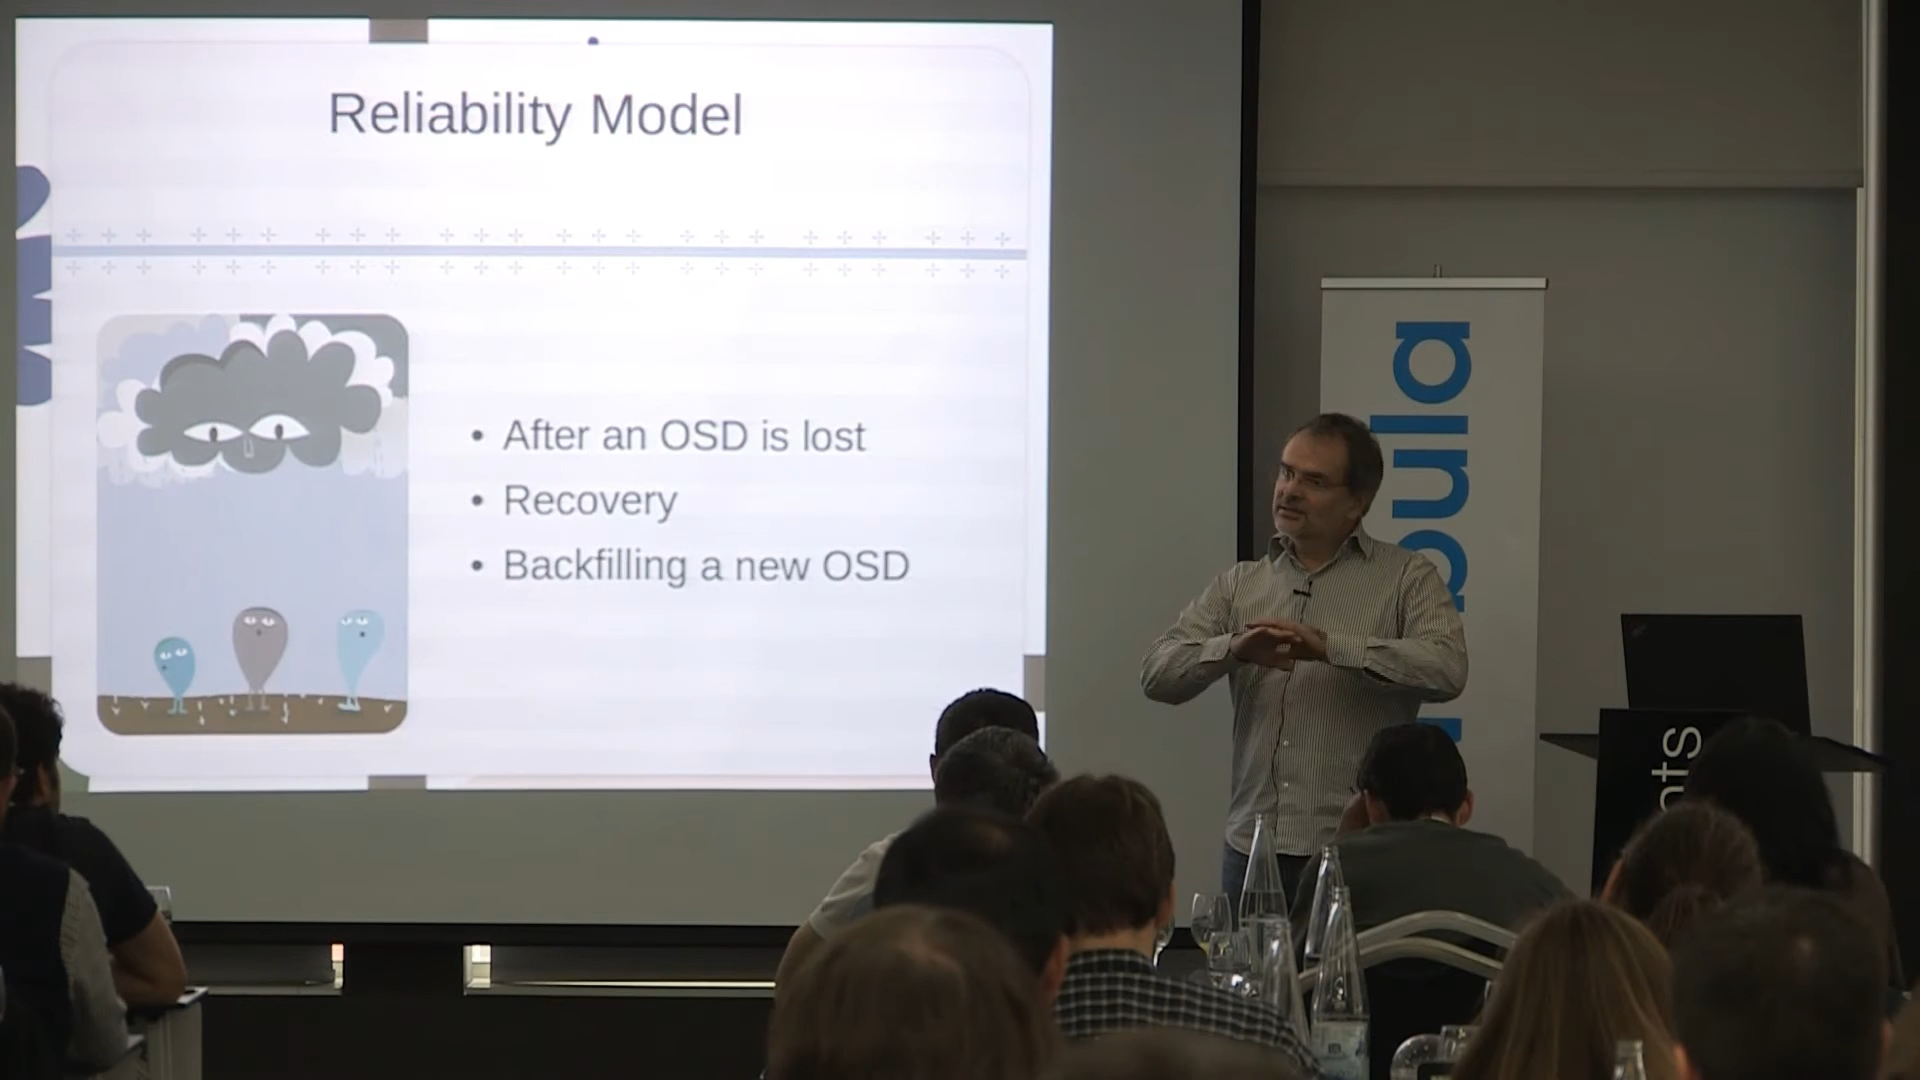 Reliability Model
• After an OSD is lost
• Recovery
• Backfilling a new OSD